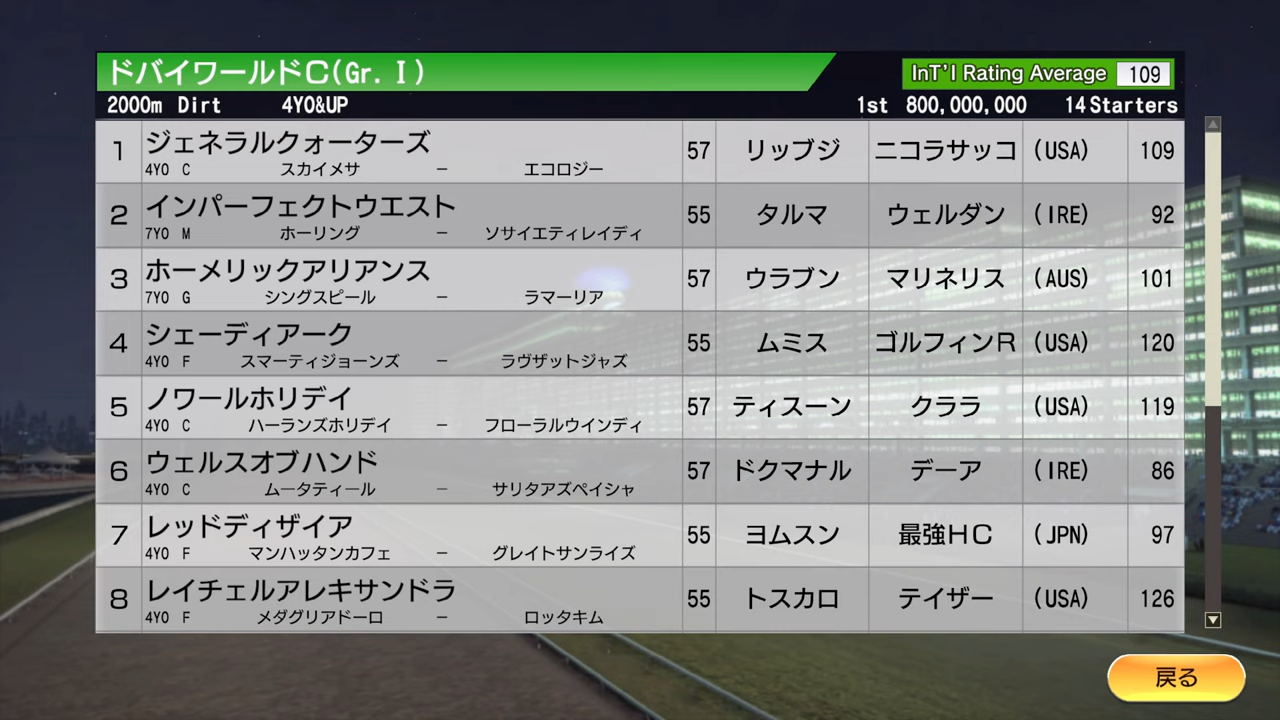 ドバイワールドC(Gr.Ⅰ)
InT'l Rating Average 109
2000m Dirt 4YO&UP 1st 800,000,000 14Starters
1 ジェネラルクォーターズ 57 リップジ ニコラサッコ (USA) 109
4YO C スカイメサ － エコロジー
2 インパーフェクトウエスト 55 タルマ ウェルダン (IRE) 92
7YO M ホーリング － ソサイエティレイディ
3 ホーメリックアリアンス 57 ウラブン マリネリス (AUS) 101
7YO G シングスピール － ラマーリア
4 シェーディアーク 55 ムミス ゴルフィンR (USA) 120
4YO F スマーティジョーンズ － ラヴザットジャズ
5 ノワールホリデイ 57 ティスーン クララ (USA) 119
4YO C ハーランズホリデイ － フローラルウインディ
6 ウェルスオブハンド 57 ドクマナル デーア (IRE) 86
4YO C ムータティール － サリタアズペイシャ
7 レッドディザイア 55 ヨムスン 最強HC (JPN) 97
4YO F マンハッタンカフェ － グレイトサンライズ
8 レイチェルアレキサンドラ 55 トスカロ テイザー (USA) 126
4YO F メダグリアドーロ － ロッタキム
戻る